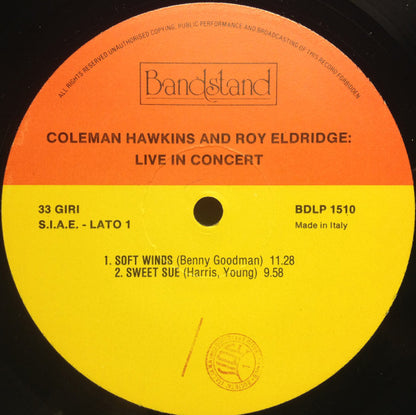 ALL RIGHTS RESERVED UNAUTHORISED COPYING, PUBLIC PERFORMANCE AND BROADCASTING OF THIS RECORD FORBIDDEN
Bandstand
COLEMAN HAWKINS AND ROY ELDRIDGE:
LIVE IN CONCERT
33 GIRI
BDLP 1510
S.I.A.E. - LATO 1
Made in Italy
1. SOFT WINDS (Benny Goodman) 11.28
2. SWEET SUE (Harris, Young) 9.58